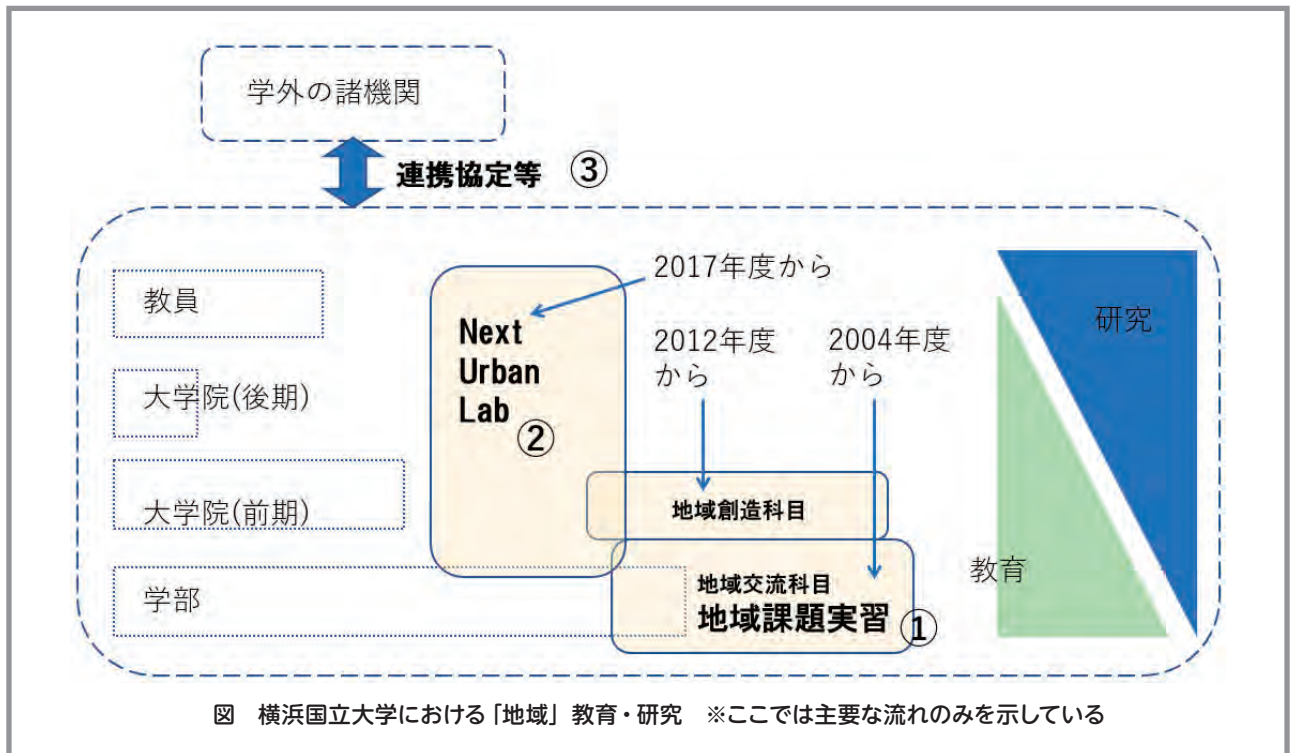 学外の諸機関
連携協定等 ③
教員
大学院(後期)
大学院(前期)
学部
Next
Urban
Lab
②
2017年度から
2012年度
から
2004年度
から
地域創造科目
地域交流科目
地域課題実習
①
研究
教育
図 横浜国立大学における「地域」教育・研究 ※ここでは主要な流れのみを示している